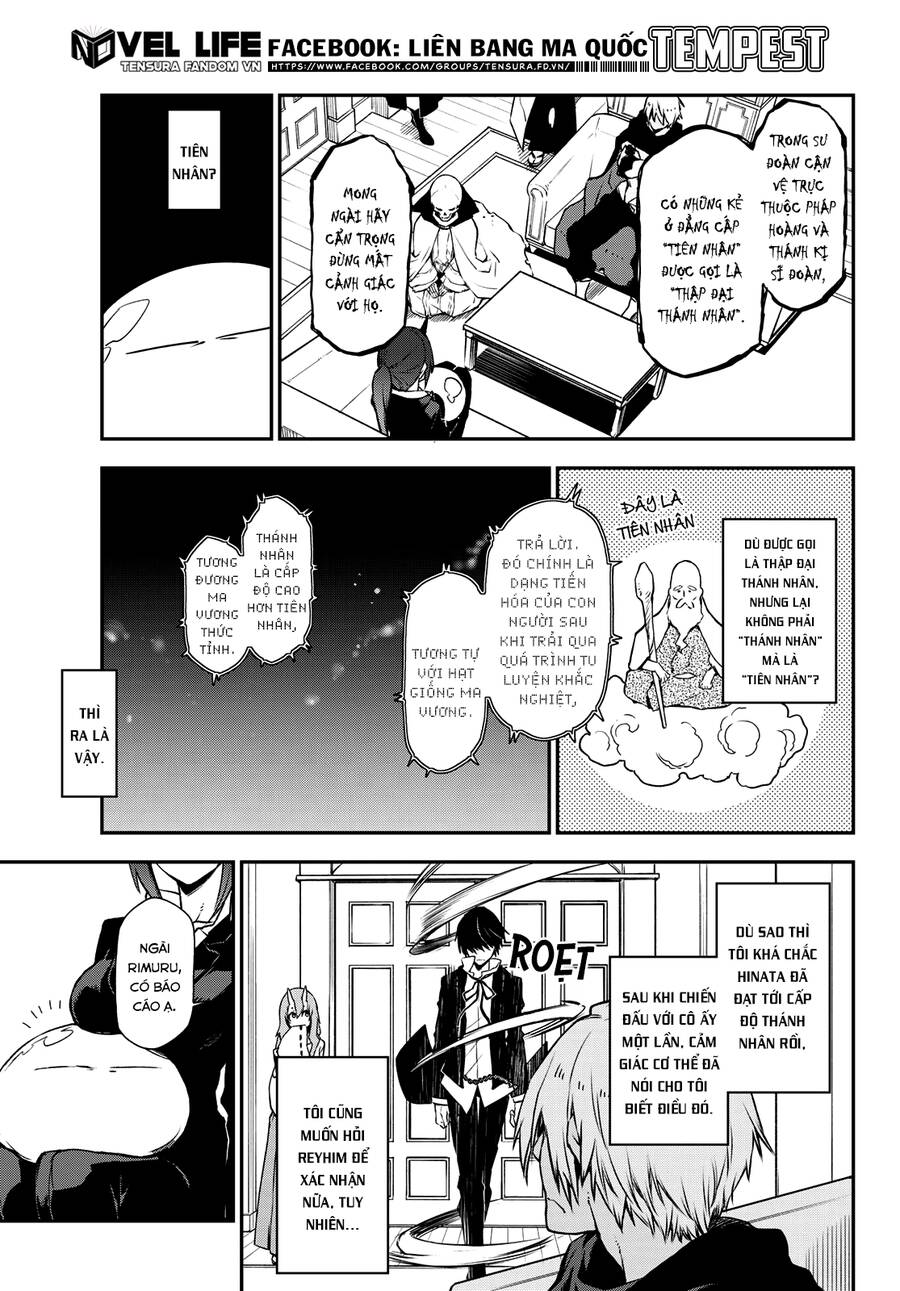 NOVEL LIFE
TENSURA FANDOM VN
FACEBOOK: LIÊN BANG MA QUỐC
HTTPS://WWW.FACEBOOK.COM/GROUPS/TENSURA.FD.VN/
TEMPEST
TRONG SƯ
ĐOÀN CẬN
VỆ TRỰC
THUỘC PHÁP
HOÀNG VÀ
THÁNH KỊ
SĨ ĐOÀN,
CÓ NHỮNG KẺ
Ở ĐẲNG CẤP
"TIÊN NHÂN"
ĐƯỢC GỌI LÀ
"THẬP ĐẠI
THÁNH NHÂN".
MONG
NGÀI HÃY
CẨN TRỌNG
ĐỪNG MẤT
CẢNH GIÁC
VỚI HỌ.
TIÊN
NHÂN?
DÙ ĐƯỢC GỌI
LÀ THẬP ĐẠI
THÁNH NHÂN,
NHƯNG LẠI
KHÔNG PHẢI
"THÁNH NHÂN"
MÀ LÀ
"TIÊN NHÂN"?
ĐÂY LÀ
TIÊN NHÂN
TRẢ LỜI.
ĐÓ CHÍNH LÀ
DẠNG TIẾN
HÓA CỦA CON
NGƯỜI SAU
KHI TRẢI QUA
QUÁ TRÌNH TU
LUYỆN KHẮC
NGHIỆT,
TƯƠNG TỰ
VỚI HẠT
GIỐNG MA
VƯƠNG.
THÁNH
NHÂN
LÀ CẤP
ĐỘ CAO
HƠN TIÊN
NHÂN,
TƯƠNG
ĐƯƠNG MA
VƯƠNG
THỨC
TỈNH.
THÌ
RA LÀ
VẬY.
DÙ SAO THÌ
TÔI KHÁ CHẮC
HINATA ĐÃ
ĐẠT TỚI CẤP
ĐỘ THÁNH
NHÂN RỒI,
SAU KHI CHIẾN
ĐẤU VỚI CÔ ẤY
MỘT LẦN, CẢM
GIÁC CƠ THỂ ĐÃ
NÓI CHO TÔI
BIẾT ĐIỀU ĐÓ.
ROẸT
TÔI CŨNG
MUỐN HỎI
REYHIM ĐỂ
XÁC NHẬN
NỮA, TUY
NHIÊN...
NGÀI
RIMURU,
CÓ BÁO
CÁO Ạ.